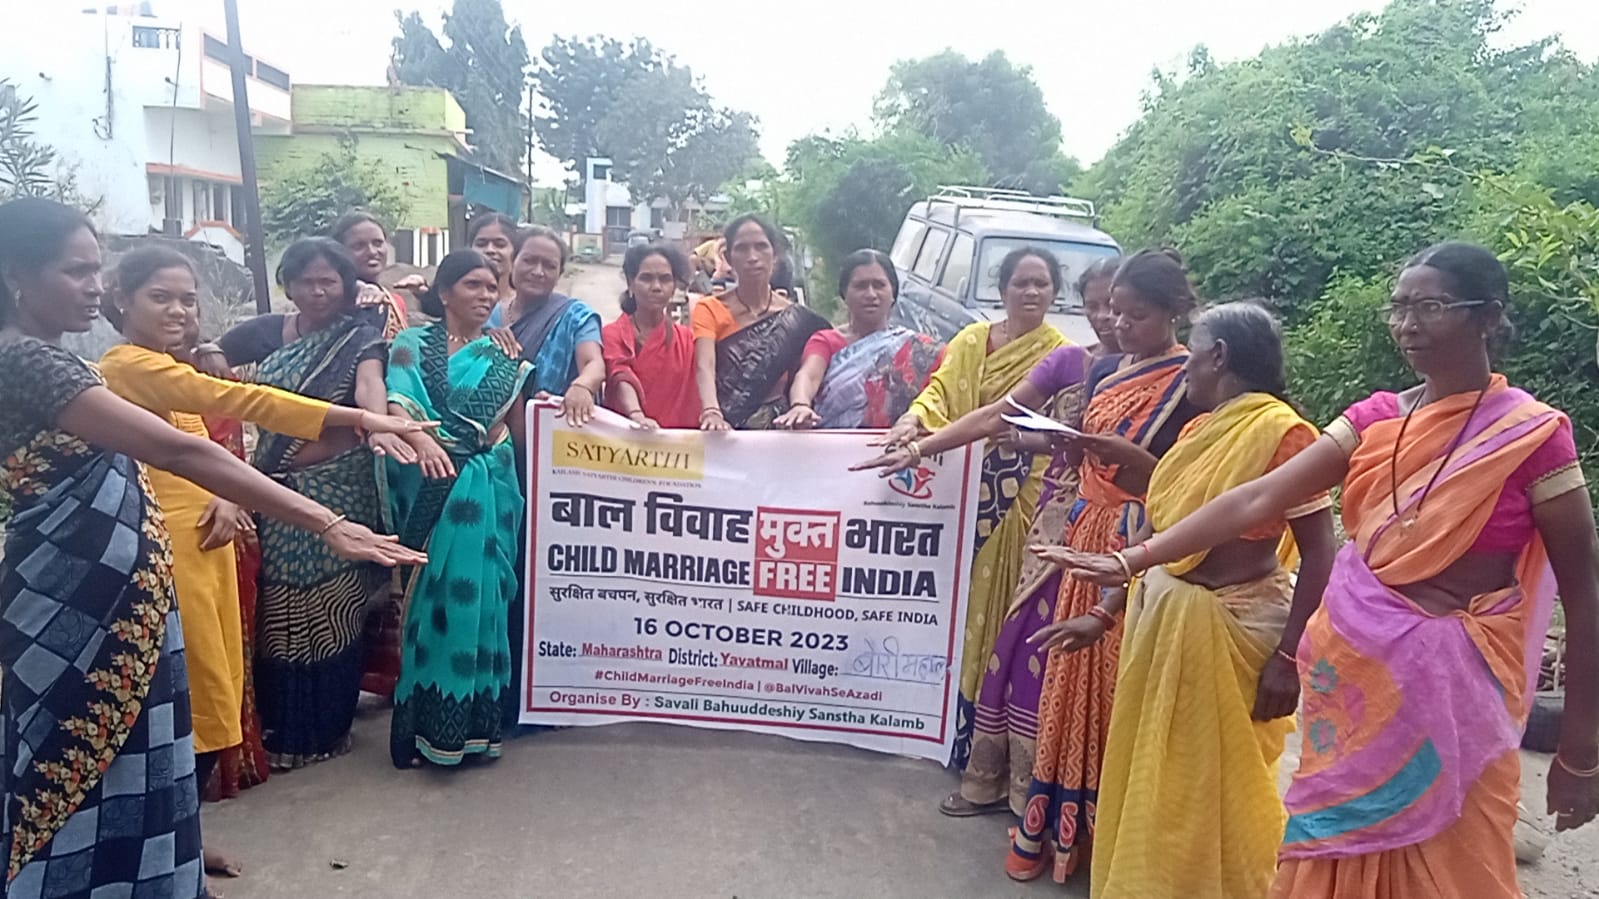 SATYARTHI
KAILASH SATYARTHI CHILDREN'S FOUNDATION
Bahuuddeshiy Sanstha Kalamb
बाल विवाह मुक्त भारत
CHILD MARRIAGE FREE INDIA
सुरक्षित बचपन, सुरक्षित भारत | SAFE CHILDHOOD, SAFE INDIA
16 OCTOBER 2023
State: Maharashtra District: Yavatmal Village: बोरीमहाल
#ChildMarriageFreeIndia | @BalVivahSeAzadi
Organise By : Savali Bahuuddeshiy Sanstha Kalamb